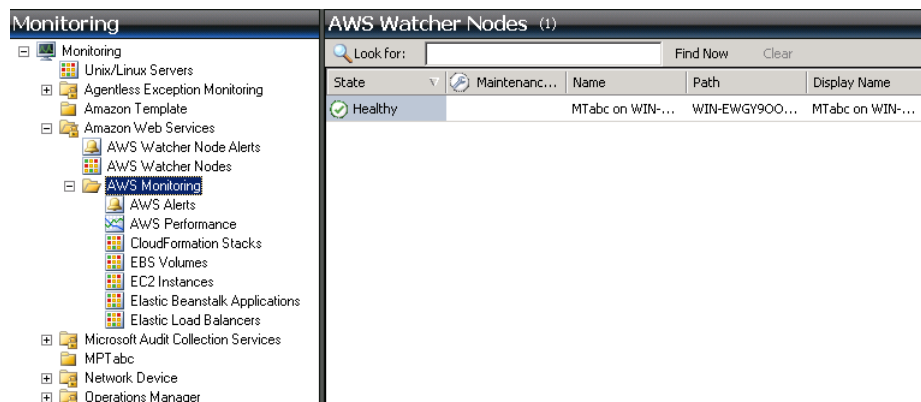 Monitoring
Monitoring
Unix/Linux Servers
Agentless Exception Monitoring
Amazon Template
Amazon Web Services
AWS Watcher Node Alerts
AWS Watcher Nodes
AWS Monitoring
AWS Alerts
AWS Performance
CloudFormation Stacks
EBS Volumes
EC2 Instances
Elastic Beanstalk Applications
Elastic Load Balancers
Microsoft Audit Collection Services
MPTabc
Network Device
Operations Manager
AWS Watcher Nodes (1)
Look for: Find Now Clear
State Maintenanc... Name Path Display Name
Healthy MTabc on WIN-... WIN-EWGY9OO... MTabc on WIN-...